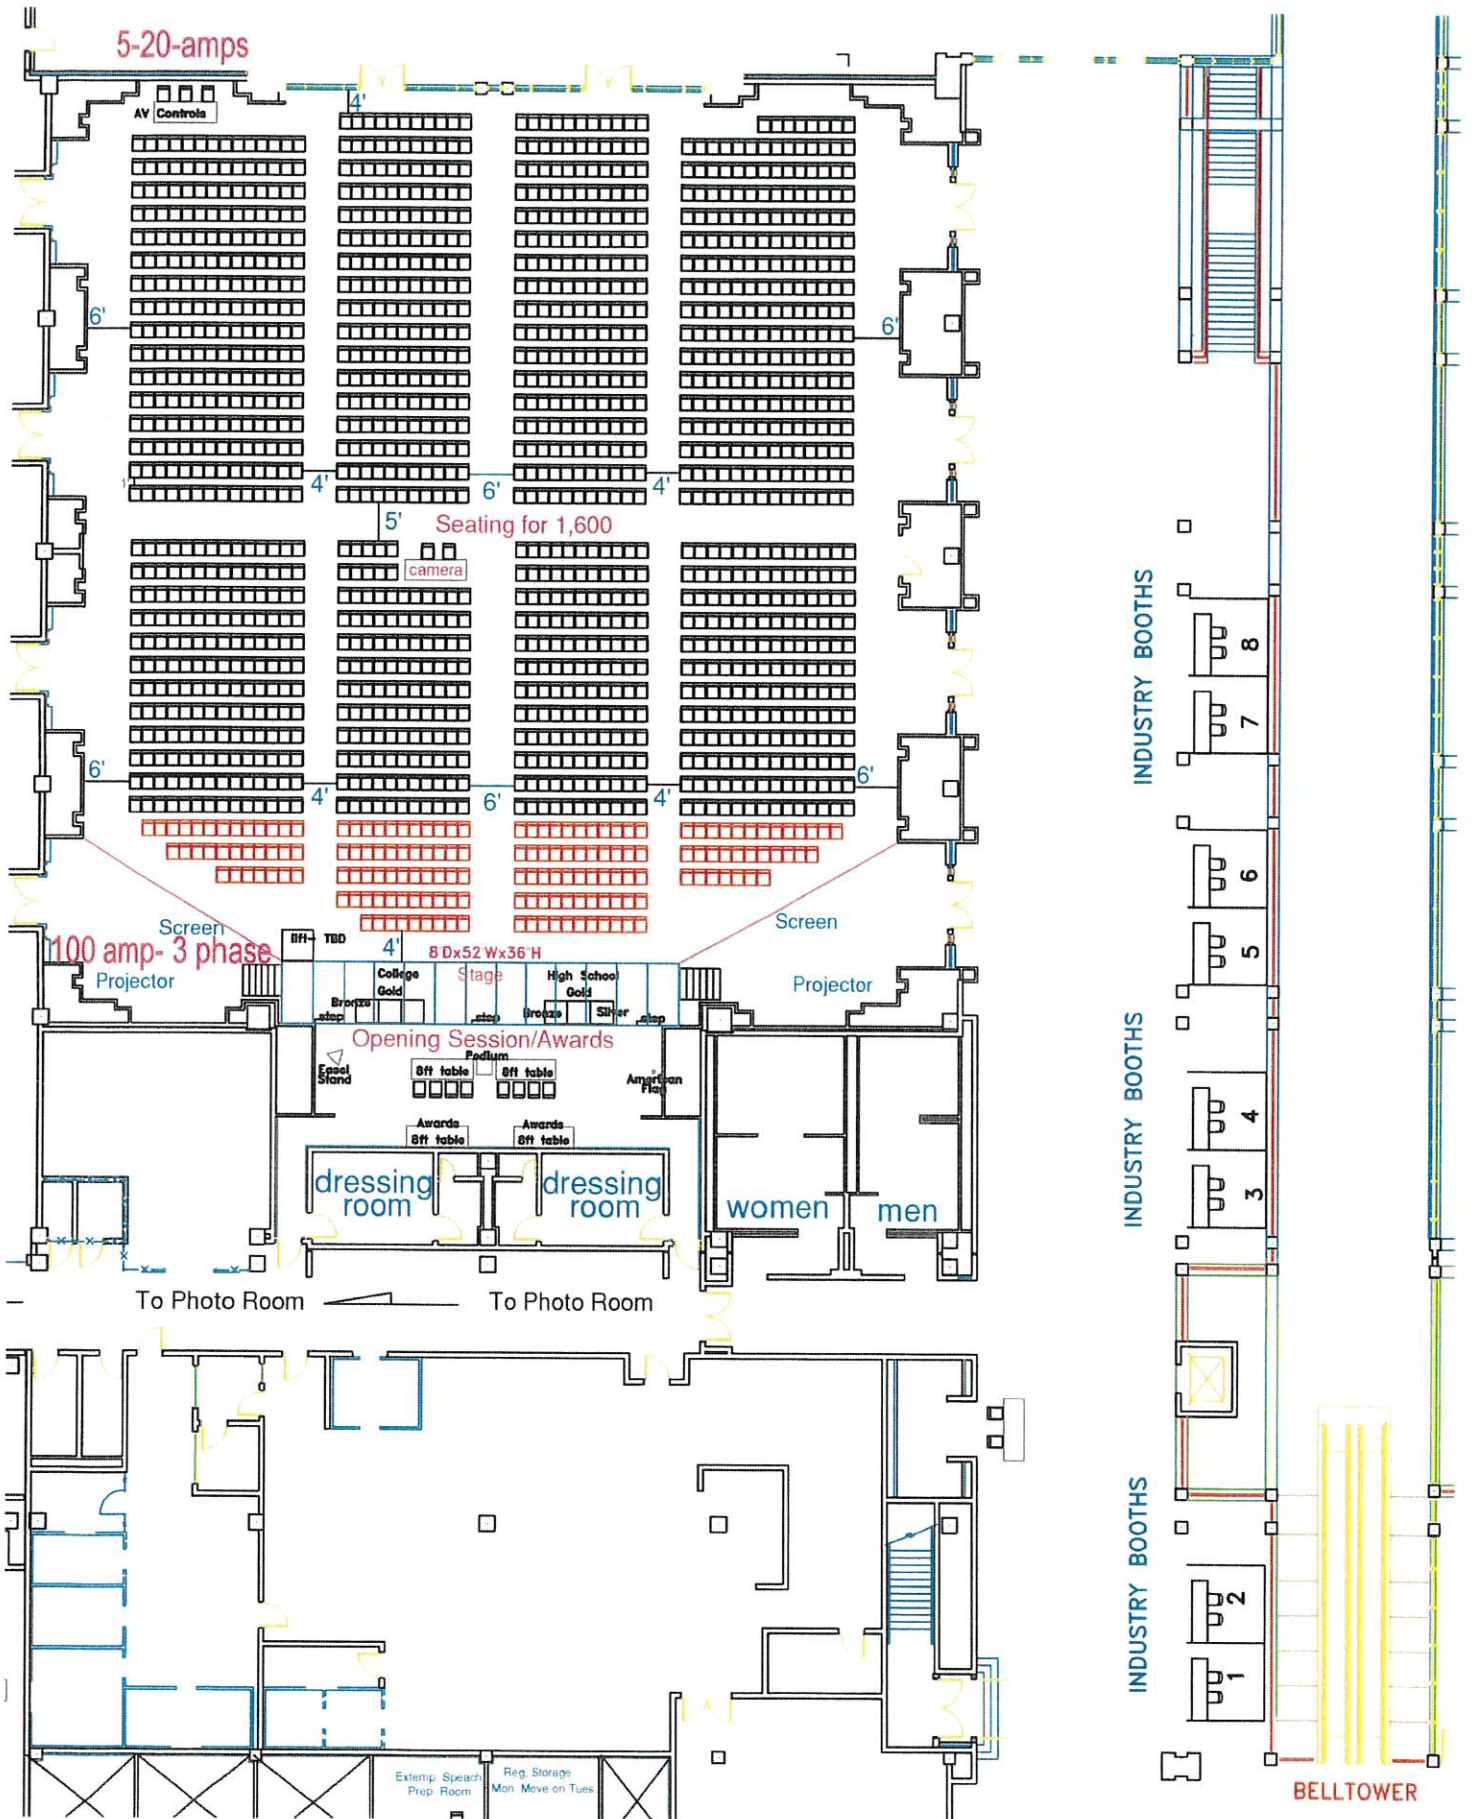 5-20-amps
AV Controls
4'
6'
6'
1'
4'
6'
4'
5'
Seating for 1,600
camera
6'
4'
6'
4'
6'
Screen
Screen
100 amp- 3 phase
lift- TBD
4'
8'Dx52'Wx36"H
Projector
College
Stage
High School
Projector
Gold
Gold
Bronze
Bronze
Silver
step
step
step
Opening Session/Awards
Podium
Easel
Stand
8ft table
8ft table
American
Flag
Awards
8ft table
Awards
8ft table
dressing
room
dressing
room
women
men
To Photo Room
To Photo Room
Extemp Speach
Prep Room
Reg. Storage
Mon. Move on Tues.
INDUSTRY BOOTHS
8
7
6
5
INDUSTRY BOOTHS
4
3
INDUSTRY BOOTHS
2
1
BELLTOWER